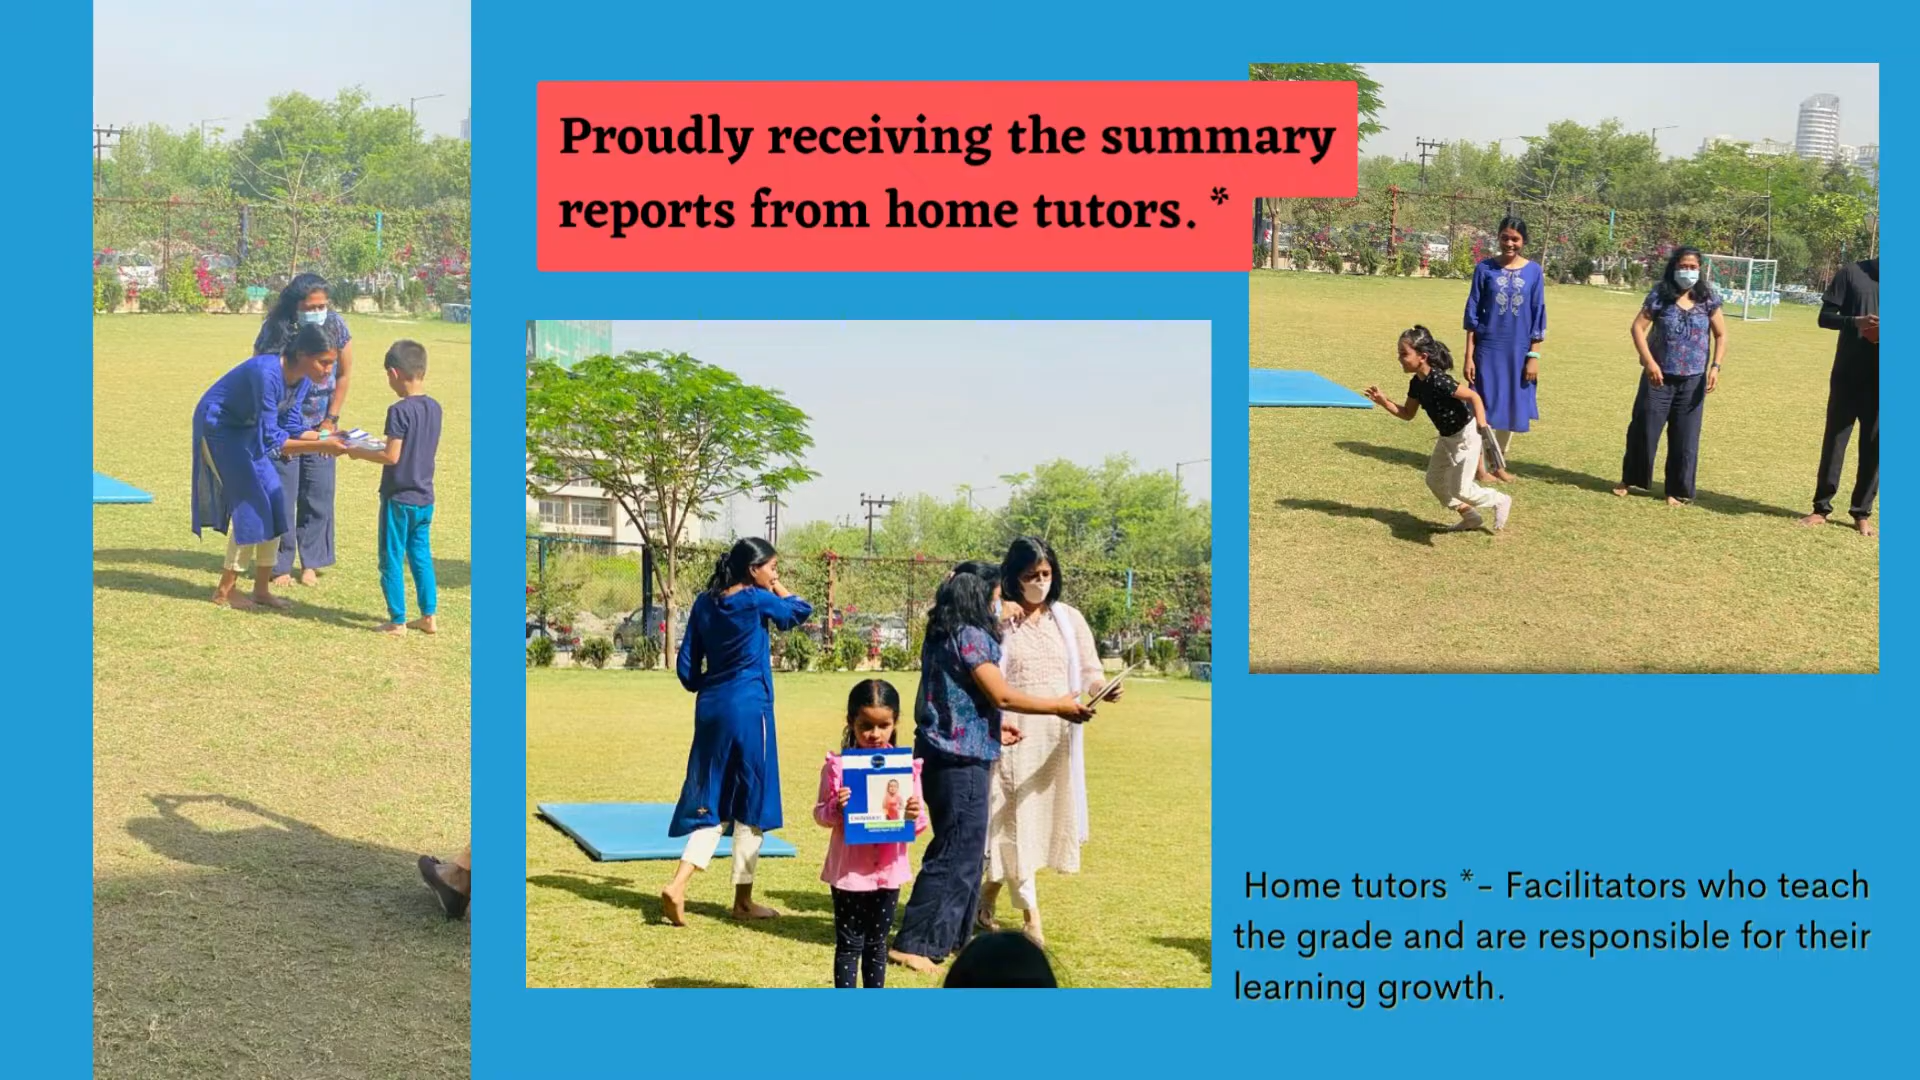 Proudly receiving the summary
reports from home tutors. *
Home tutors *- Facilitators who teach
the grade and are responsible for their
learning growth.